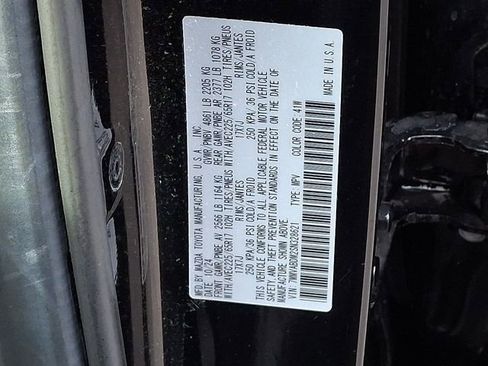 MFD. BY MAZDA TOYOTA MANUFACTURING U.S.A., INC.
10/24 GVWR/PNBV 4861 LB 2205 KG
FRONT GAWR/PNBE AV 2566 LB 1164 KG REAR GAWR/PNBE AR 2377 LB 1078 KG
WITH/AVEC 225/65R17 102H TIRES/PNEUS WITH/AVEC 225/65R17 102H TIRES/PNEUS
17X7J RIMS/JANTES 17X7J RIMS/JANTES
250 KPA/36 PSI COLD/A FROID 250 KPA/36 PSI COLD/A FROID
THIS VEHICLE CONFORMS TO ALL APPLICABLE FEDERAL MOTOR VEHICLE
SAFETY AND THEFT PREVENTION STANDARDS IN EFFECT ON THE DATE OF
MANUFACTURE SHOWN ABOVE.
VIN: TYPE: MPV COLOR CODE: 41W
MADE IN U.S.A.